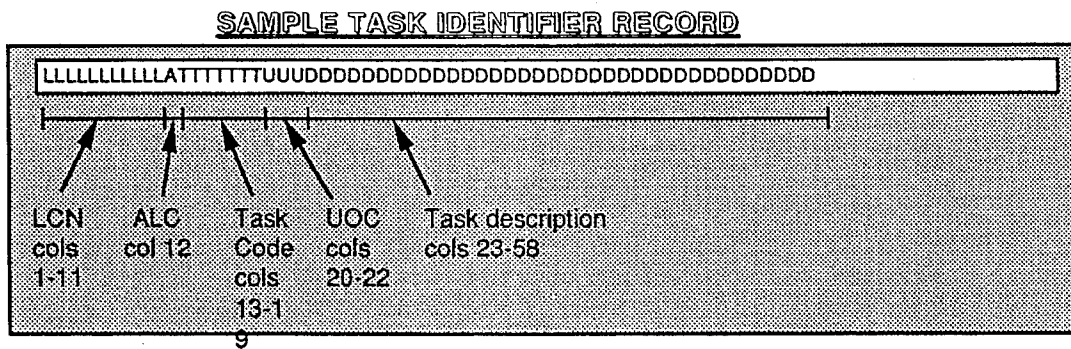 SAMPLE TASK IDENTIFIER RECORD
LLLLLLLLLLLATTTTTTTUUUDDDDDDDDDDDDDDDDDDDDDDDDDDDDDDDDDDDD
LCN
cols
1-11
ALC
col 12
Task
Code
cols
13-1
9
UOC
cols
20-22
Task description
cols 23-58